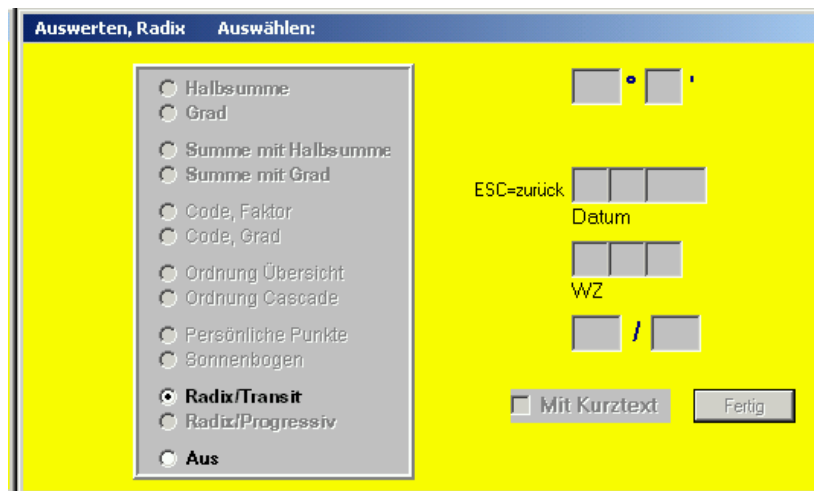 Auswerten, Radix Auswählen:
Halbsumme
Grad
Summe mit Halbsumme
Summe mit Grad
Code, Faktor
Code, Grad
Ordnung Übersicht
Ordnung Cascade
Persönliche Punkte
Sonnenbogen
Radix/Transit
Radix/Progressiv
Aus
° '
ESC=zurück
Datum
WZ
/
Mit Kurztext
Fertig